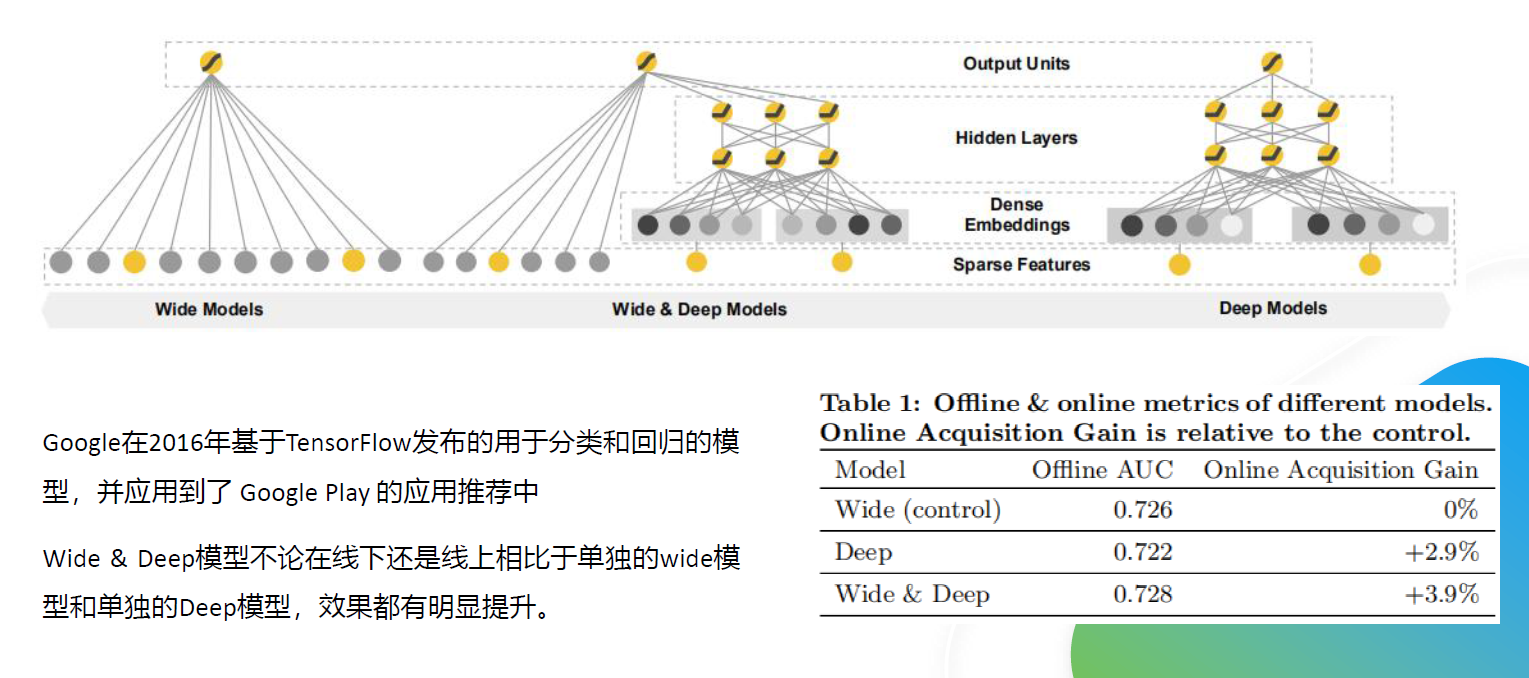 Output Units
Hidden Layers
Dense
Embeddings
Sparse Features
Wide Models
Wide & Deep Models
Deep Models
Google在2016年基于TensorFlow发布的用于分类和回归的模
型，并应用到了 Google Play 的应用推荐中
Wide & Deep模型不论在线下还是线上相比于单独的wide模
型和单独的Deep模型，效果都有明显提升。
Table 1: Offline & online metrics of different models.
Online Acquisition Gain is relative to the control.
Model Offline AUC Online Acquisition Gain
Wide (control) 0.726 0%
Deep 0.722 +2.9%
Wide & Deep 0.728 +3.9%